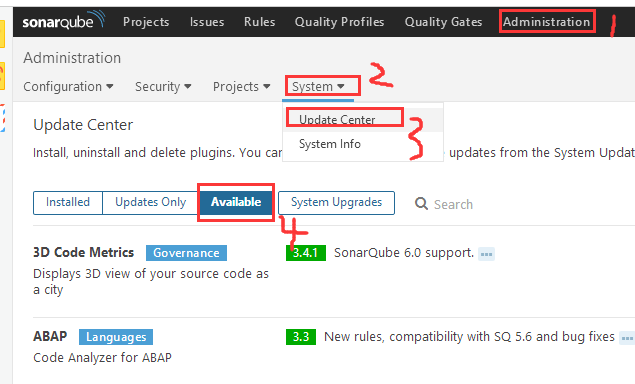 sonarqube Projects Issues Rules Quality Profiles Quality Gates Administration 1
Administration
Configuration Security Projects System 2
Update Center
System Info 3
Update Center
Install, uninstall and delete plugins. You can updates from the System Updat
Installed Updates Only Available System Upgrades Search
4
3D Code Metrics Governance 3.4.1 SonarQube 6.0 support. ...
Displays 3D view of your source code as
a city
ABAP Languages 3.3 New rules, compatibility with SQ 5.6 and bug fixes ...
Code Analyzer for ABAP